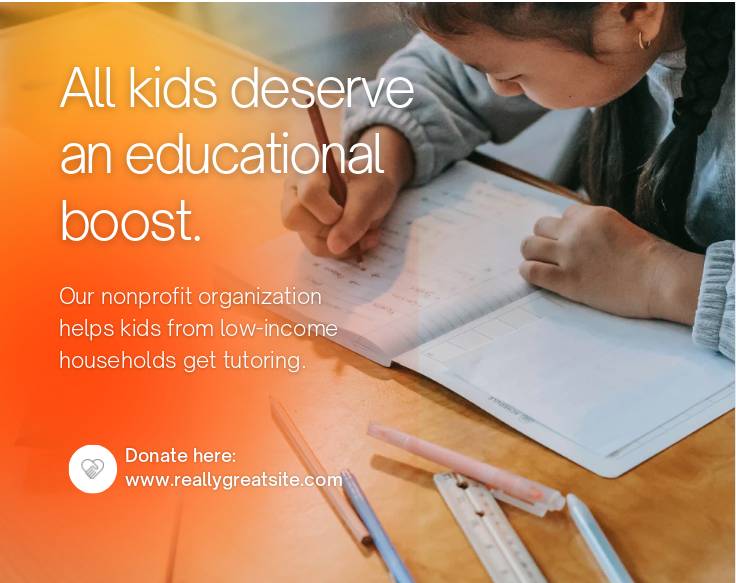 All kids deserve
an educational
boost.
Our nonprofit organization
helps kids from low-income
households get tutoring.
Donate here:
www.reallygreatsite.com